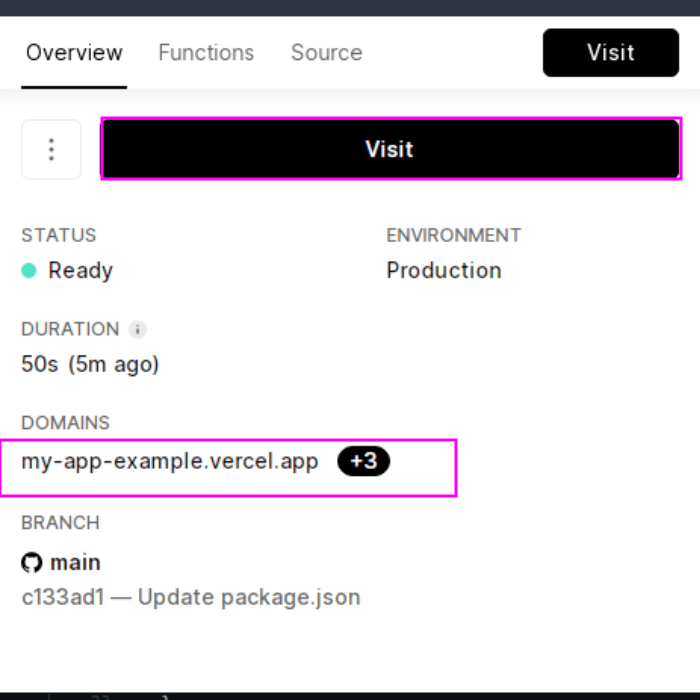 Overview Functions Source Visit
Visit
STATUS ENVIRONMENT
Ready Production
DURATION
50s (5m ago)
DOMAINS
my-app-example.vercel.app +3
BRANCH
main
c133ad1 — Update package.json